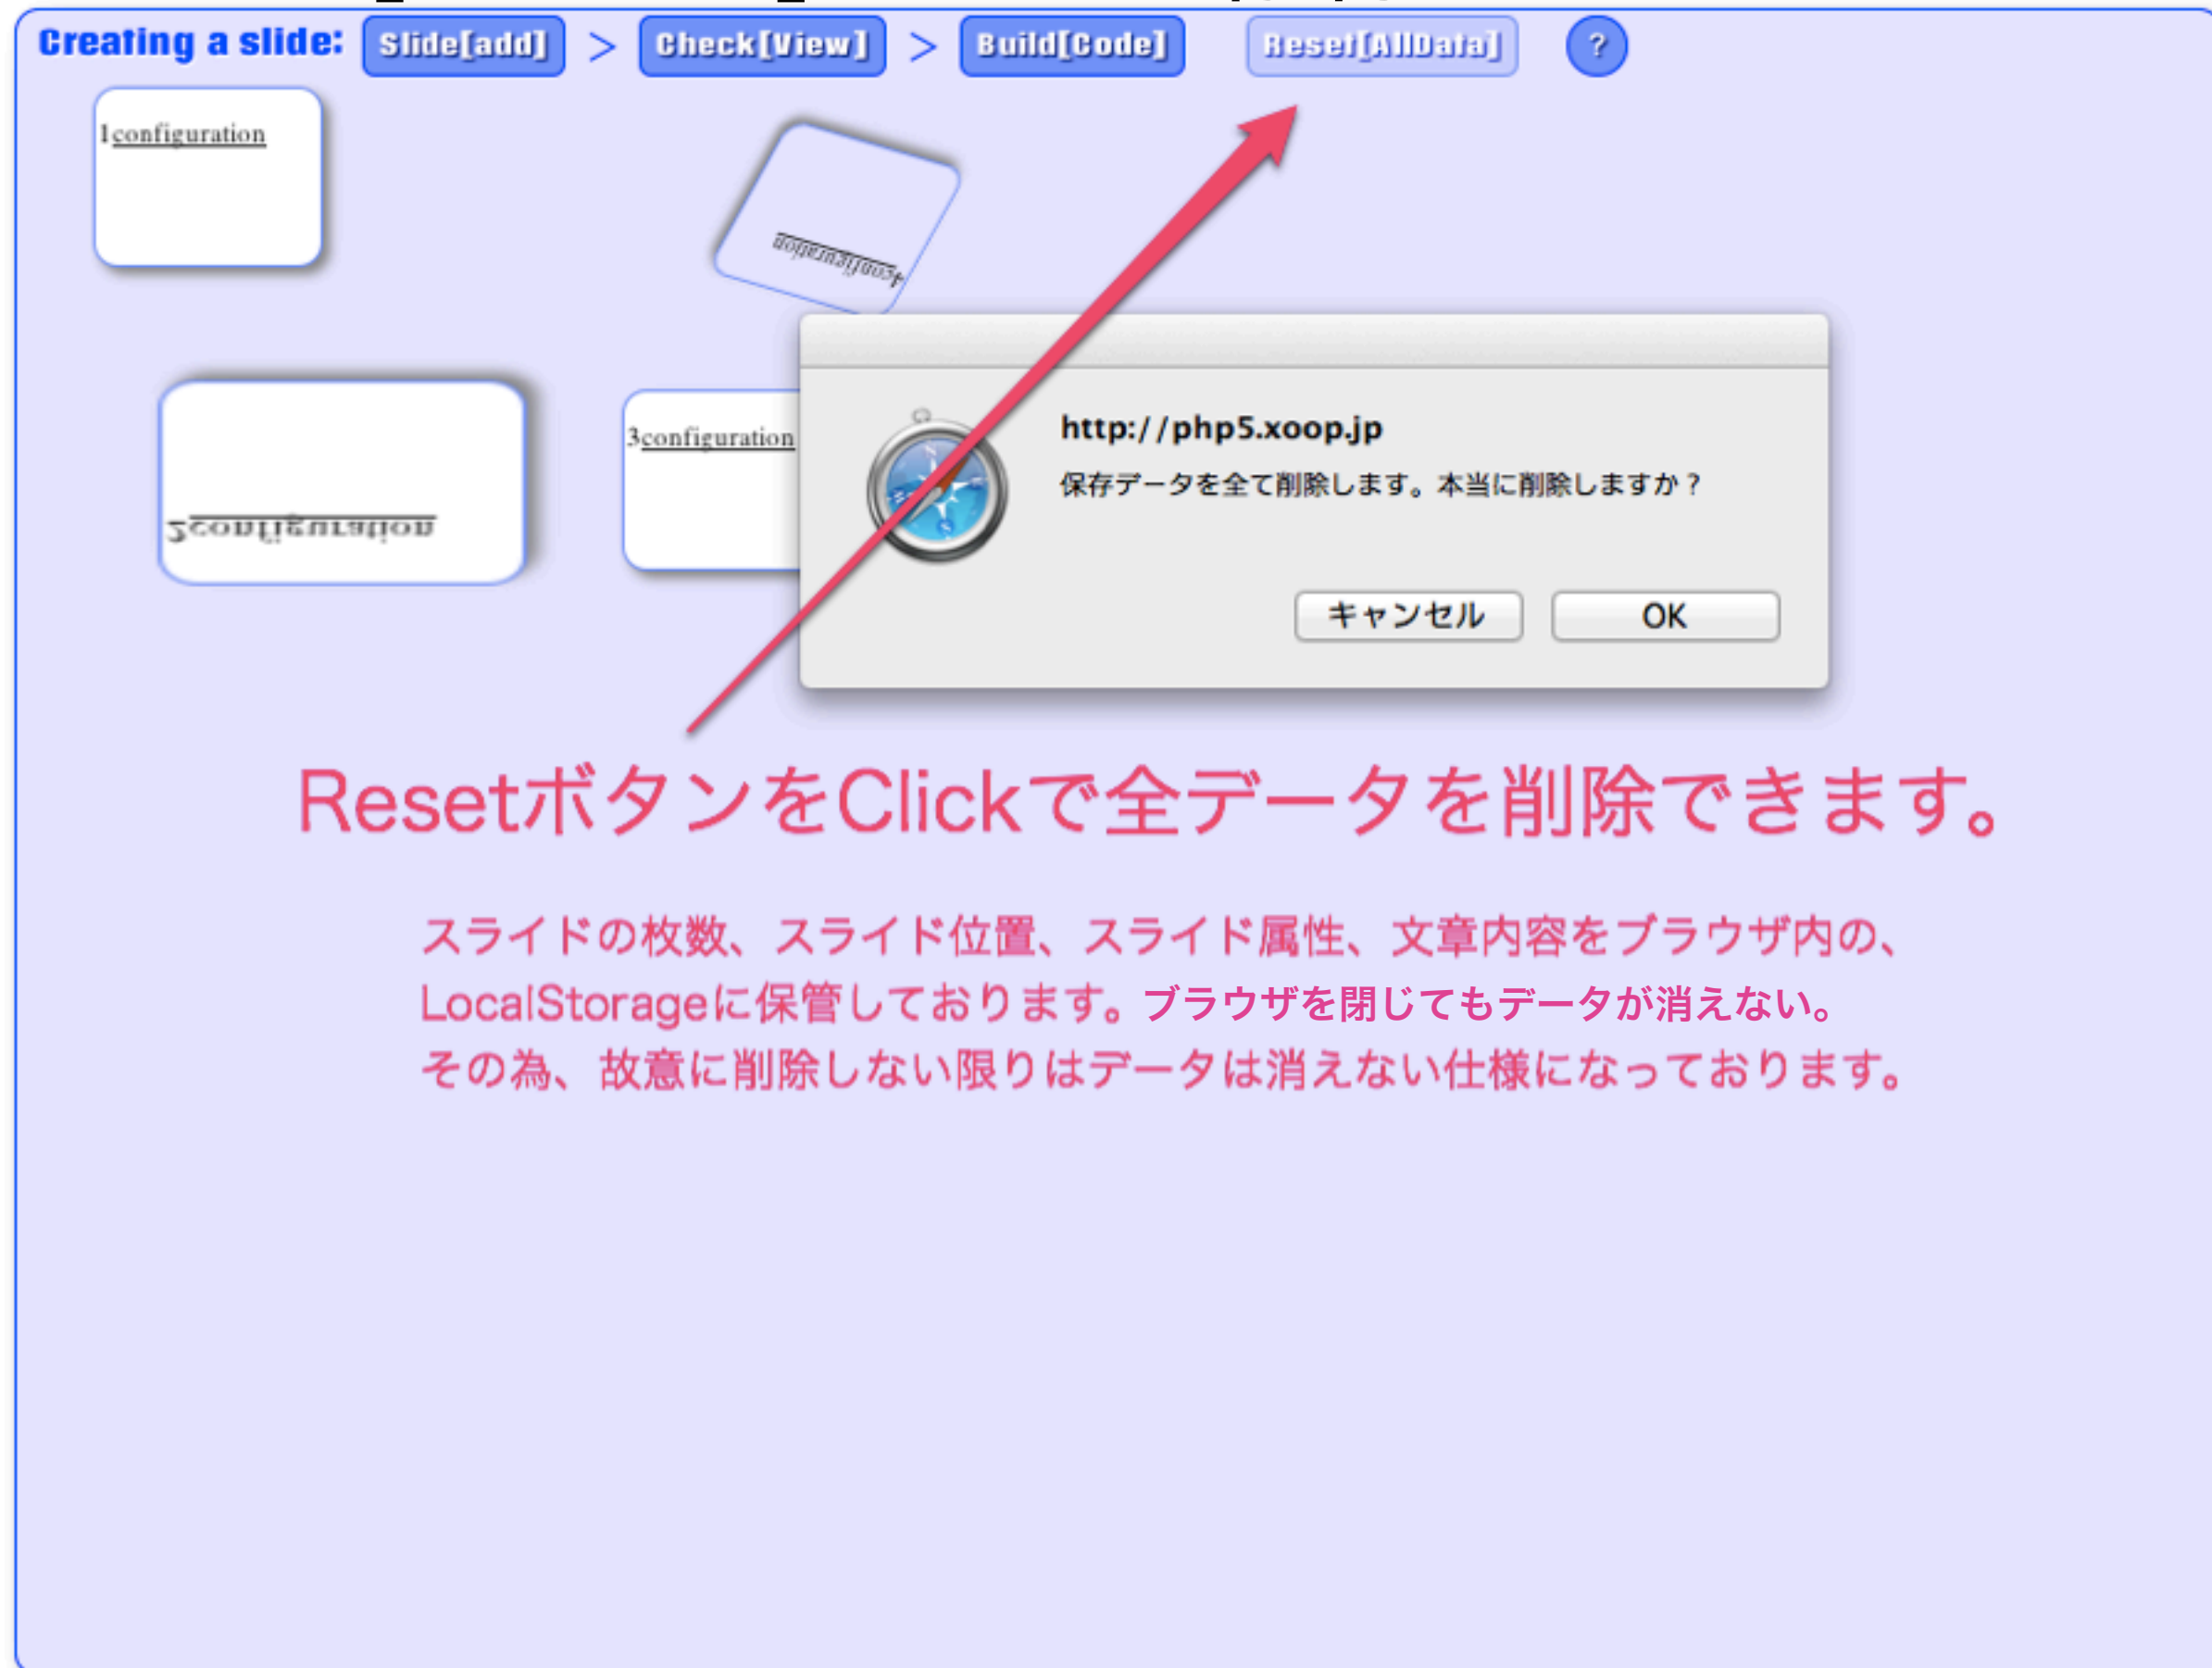 Creating a slide: Slide[add] > Check[View] > Build[Code] Reset[AllData] ?
1configuration
4configuration
2configuration
3configuration
http://php5.xoop.jp
保存データを全て削除します。本当に削除しますか？
キャンセル OK
ResetボタンをClickで全データを削除できます。
スライドの枚数、スライド位置、スライド属性、文章内容をブラウザ内の、
LocalStorageに保管しております。ブラウザを閉じてもデータが消えない。
その為、故意に削除しない限りはデータは消えない仕様になっております。